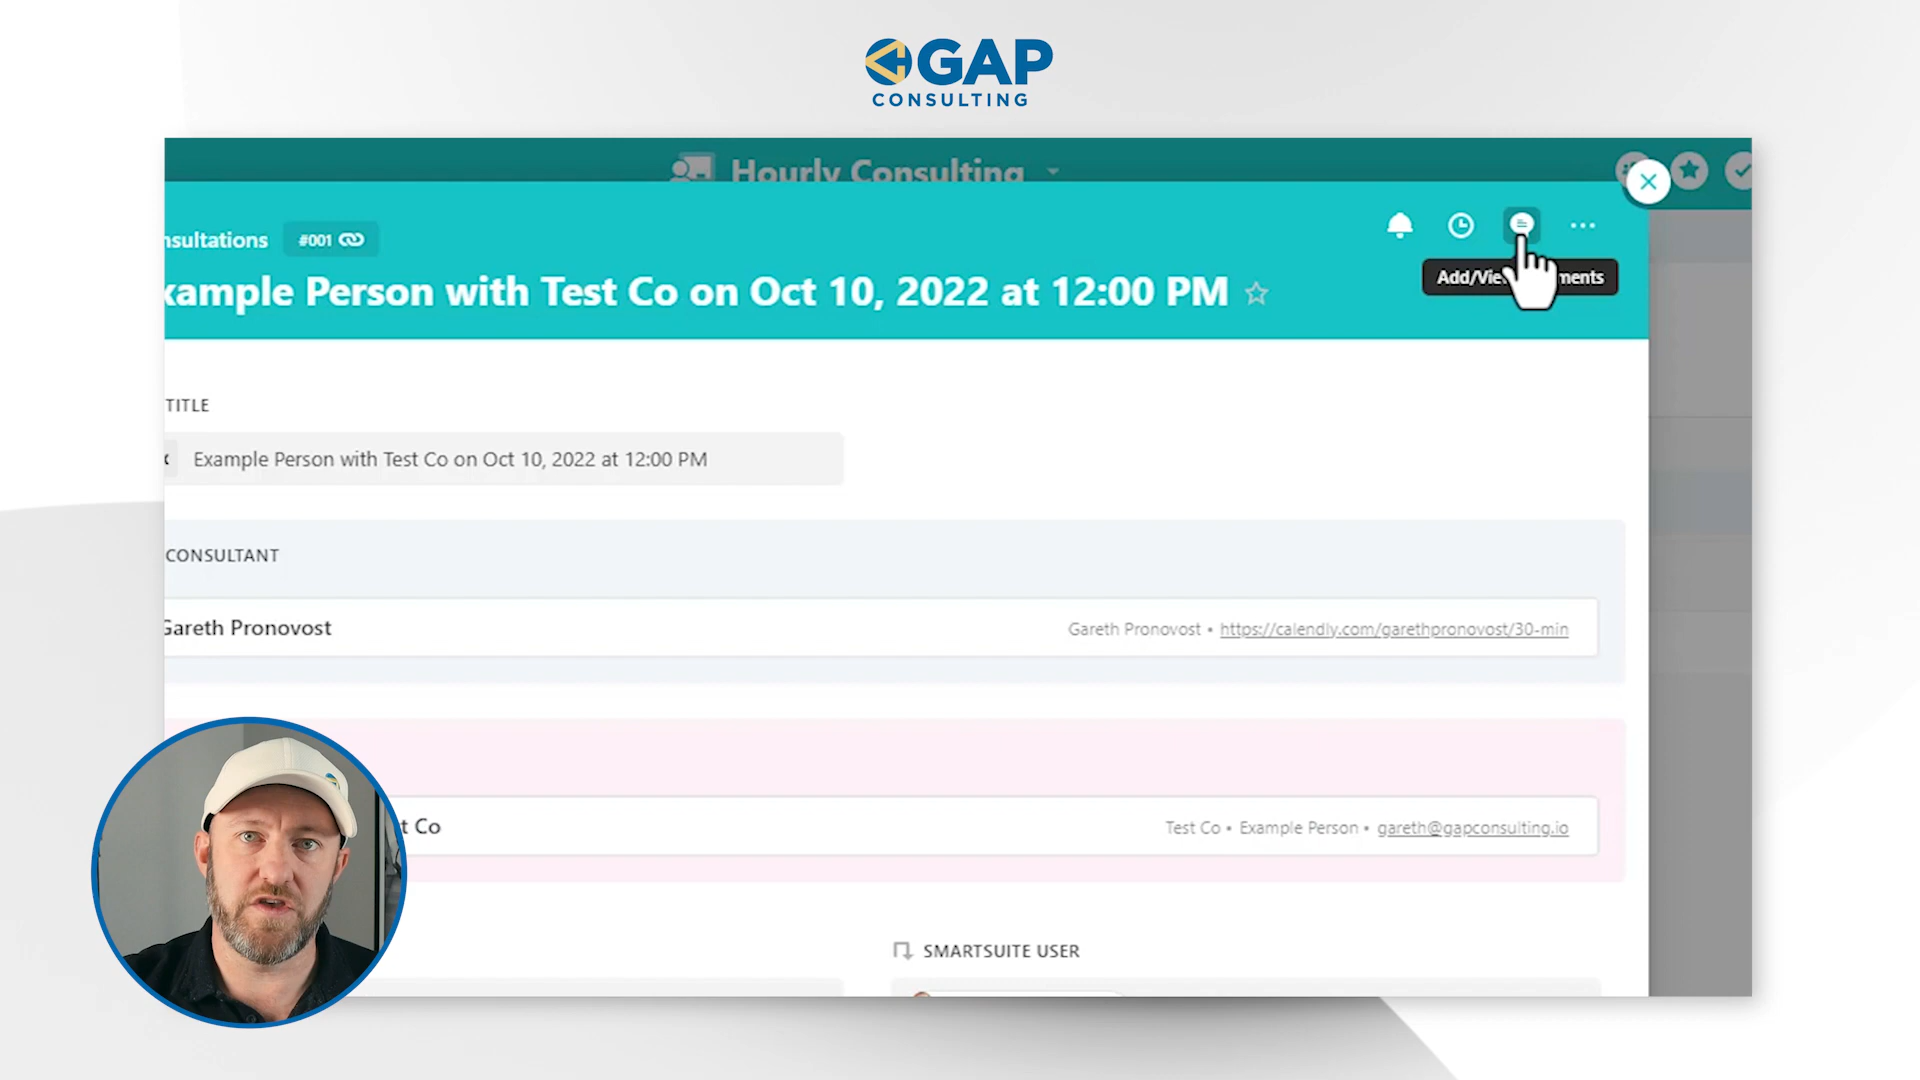 GAP
CONSULTING
Hourly Consulting
nsultations #001
xample Person with Test Co on Oct 10, 2022 at 12:00 PM
Add/Vie ments
TITLE
Example Person with Test Co on Oct 10, 2022 at 12:00 PM
CONSULTANT
Gareth Pronovost
Gareth Pronovost • https://calendly.com/garethpronovost/30-min
t Co
Test Co • Example Person • gareth@gapconsulting.io
SMARTSUITE USER